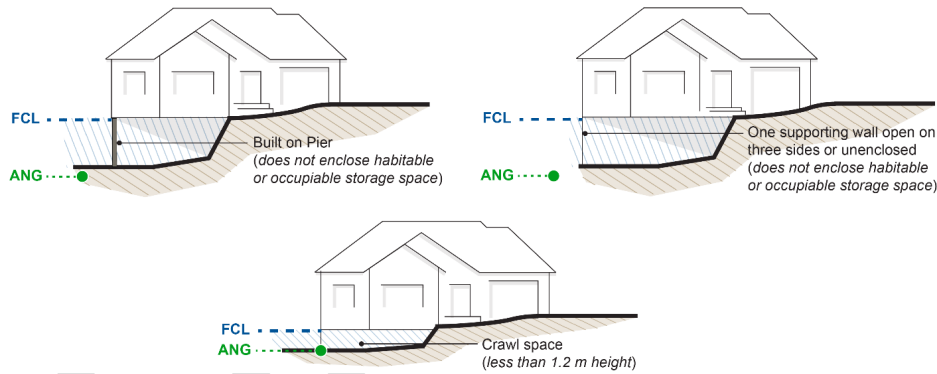 FCL
Built on Pier
(does not enclose habitable
or occupiable storage space)
ANG
FCL
One supporting wall open on
three sides or unenclosed
(does not enclose habitable
or occupiable storage space)
ANG
FCL
ANG
Crawl space
(less than 1.2 m height)